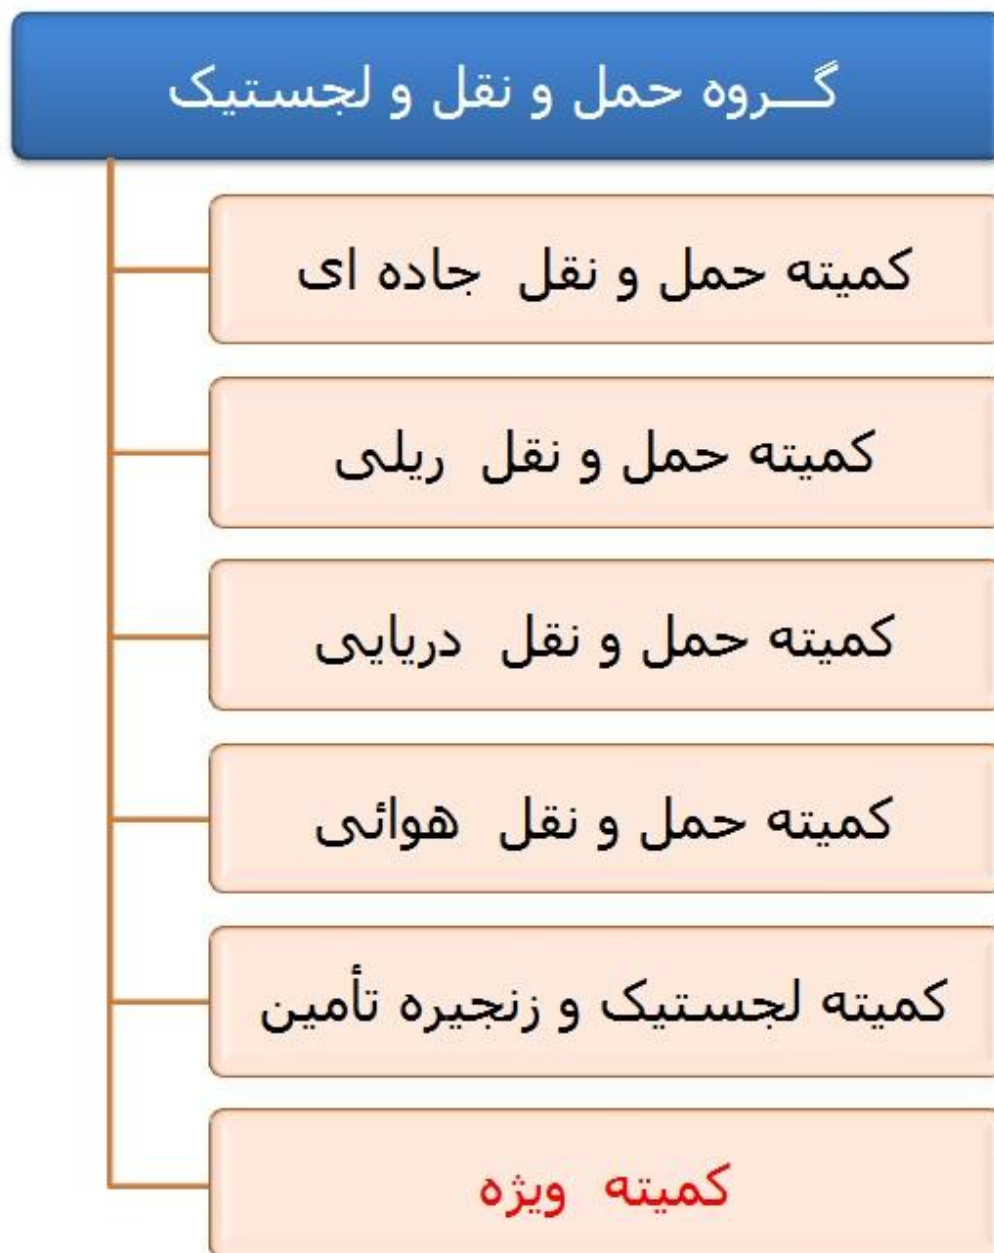 گـــروه حمل و نقل و لجستیک
کمیته حمل و نقل جاده ای
کمیته حمل و نقل ریلی
کمیته حمل و نقل دریایی
کمیته حمل و نقل هوائی
کمیته لجستیک و زنجیره تأمین
کمیته ویژه